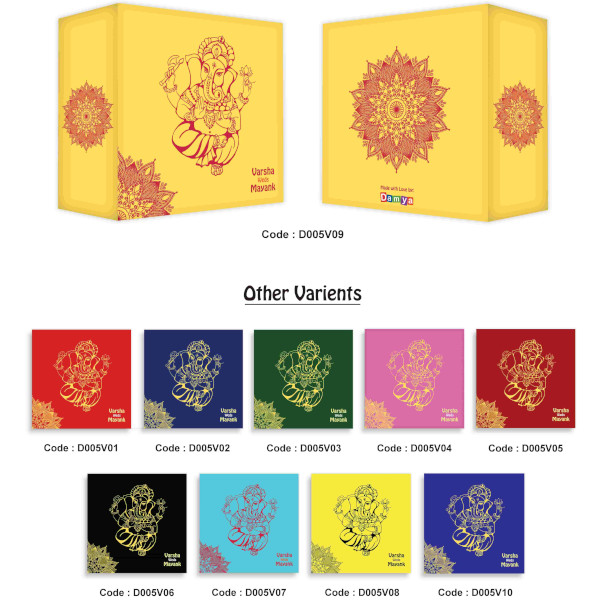 Varsha
Weds
Mayank
Made with Love by:
Damya
Code : D005V09
Other Varients
Varsha
Weds
Mayank
Varsha
Weds
Mayank
Varsha
Weds
Mayank
Varsha
Weds
Mayank
Varsha
Weds
Mayank
Code : D005V01
Code : D005V02
Code : D005V03
Code : D005V04
Code : D005V05
Varsha
Weds
Mayank
Varsha
Weds
Mayank
Varsha
Weds
Mayank
Varsha
Weds
Mayank
Code : D005V06
Code : D005V07
Code : D005V08
Code : D005V10